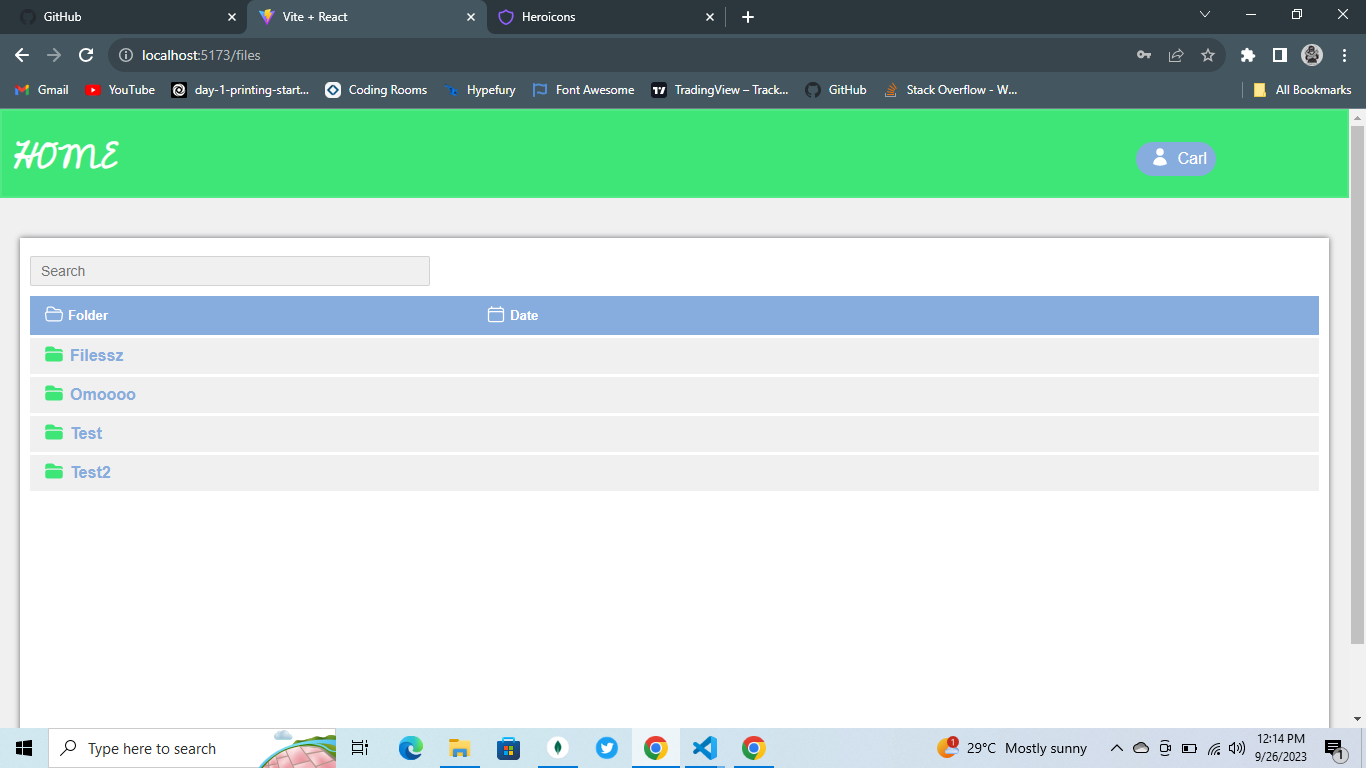 GitHub Vite + React Heroicons
localhost:5173/files
Gmail YouTube day-1-printing-start... Coding Rooms Hypefury Font Awesome TradingView – Track... GitHub Stack Overflow - W... All Bookmarks
HOME Carl
Search
Folder Date
Filessz
Omoooo
Test
Test2
Type here to search 1 29°C Mostly sunny 12:14 PM 1
9/26/2023